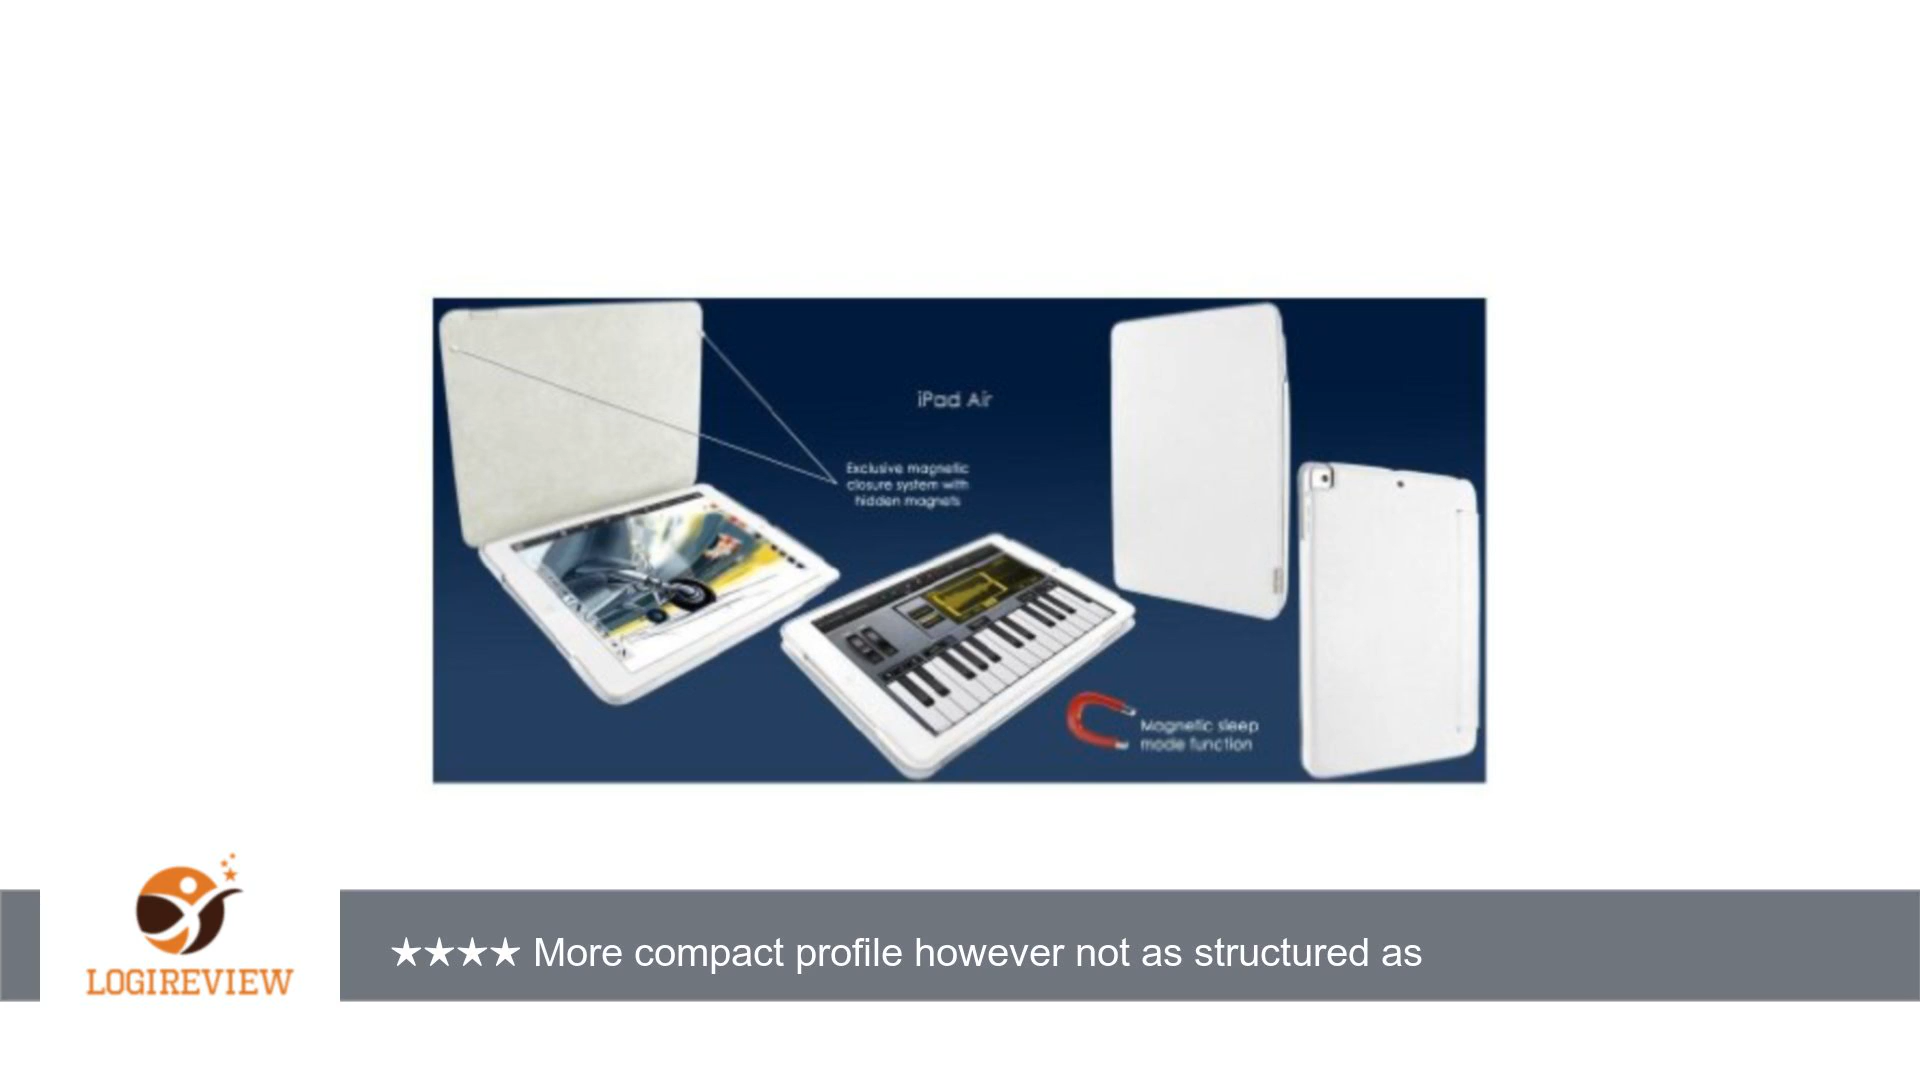 iPad Air
Exclusive magnetic
closure system with
hidden magnets
Magnetic sleep
mode function
LOGIREVIEW
★★★★ More compact profile however not as structured as